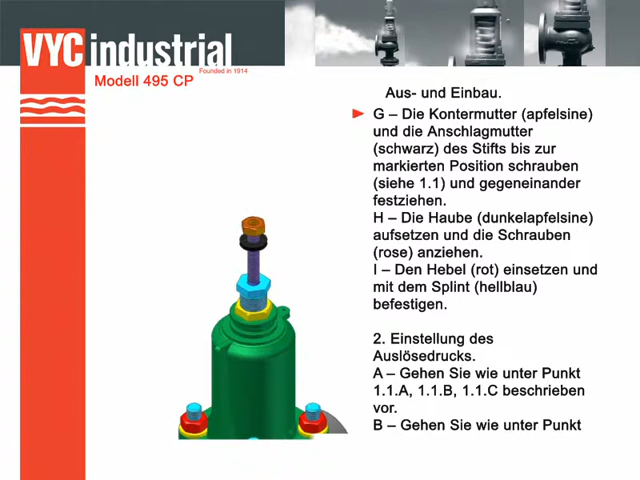 VYC industrial
Founded in 1914
Modell 495 CP
Aus- und Einbau.
G – Die Kontermutter (apfelsine)
und die Anschlagmutter
(schwarz) des Stifts bis zur
markierten Position schrauben
(siehe 1.1) und gegeneinander
festziehen.
H – Die Haube (dunkelapfelsine)
aufsetzen und die Schrauben
(rose) anziehen.
I – Den Hebel (rot) einsetzen und
mit dem Splint (hellblau)
befestigen.
2. Einstellung des
Auslösedrucks.
A – Gehen Sie wie unter Punkt
1.1.A, 1.1.B, 1.1.C beschrieben
vor.
B – Gehen Sie wie unter Punkt